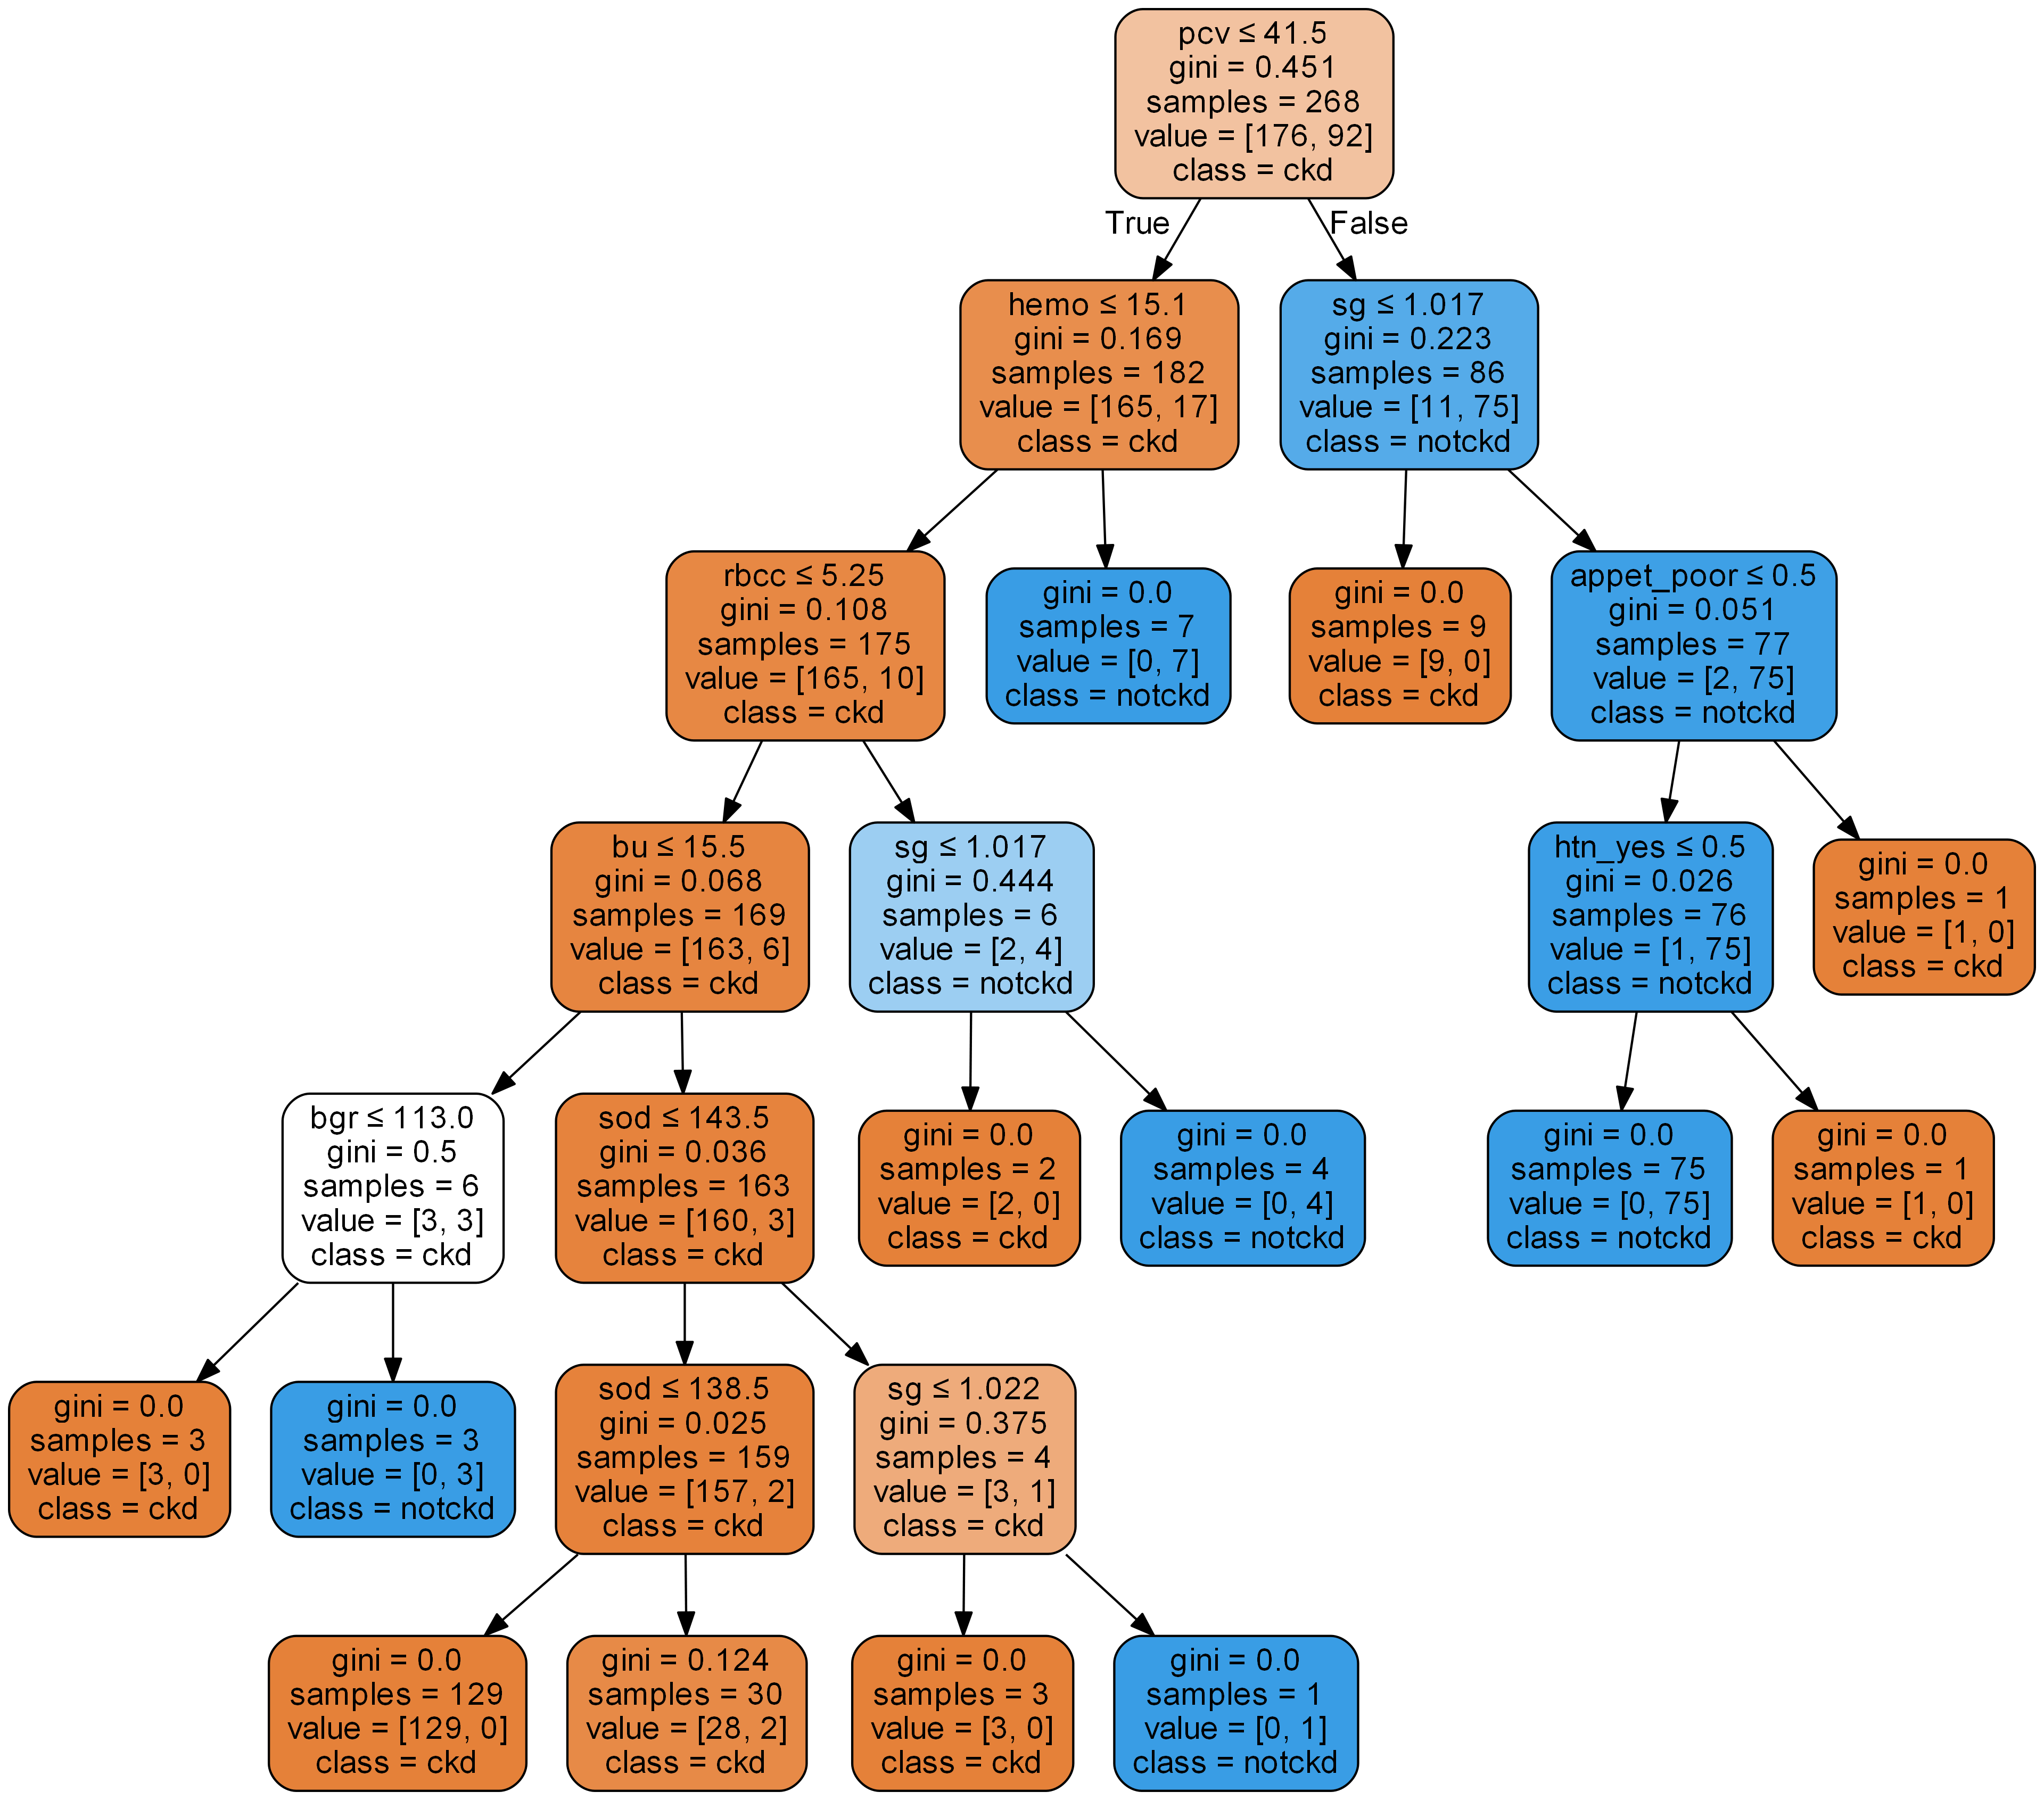 pcv ≤ 41.5
gini = 0.451
samples = 268
value = [176, 92]
class = ckd
True
False
hemo ≤ 15.1
gini = 0.169
samples = 182
value = [165, 17]
class = ckd
sg ≤ 1.017
gini = 0.223
samples = 86
value = [11, 75]
class = notckd
rbcc ≤ 5.25
gini = 0.108
samples = 175
value = [165, 10]
class = ckd
gini = 0.0
samples = 7
value = [0, 7]
class = notckd
gini = 0.0
samples = 9
value = [9, 0]
class = ckd
appet_poor ≤ 0.5
gini = 0.051
samples = 77
value = [2, 75]
class = notckd
bu ≤ 15.5
gini = 0.068
samples = 169
value = [163, 6]
class = ckd
sg ≤ 1.017
gini = 0.444
samples = 6
value = [2, 4]
class = notckd
htn_yes ≤ 0.5
gini = 0.026
samples = 76
value = [1, 75]
class = notckd
gini = 0.0
samples = 1
value = [1, 0]
class = ckd
bgr ≤ 113.0
gini = 0.5
samples = 6
value = [3, 3]
class = ckd
sod ≤ 143.5
gini = 0.036
samples = 163
value = [160, 3]
class = ckd
gini = 0.0
samples = 2
value = [2, 0]
class = ckd
gini = 0.0
samples = 4
value = [0, 4]
class = notckd
gini = 0.0
samples = 75
value = [0, 75]
class = notckd
gini = 0.0
samples = 1
value = [1, 0]
class = ckd
gini = 0.0
samples = 3
value = [3, 0]
class = ckd
gini = 0.0
samples = 3
value = [0, 3]
class = notckd
sod ≤ 138.5
gini = 0.025
samples = 159
value = [157, 2]
class = ckd
sg ≤ 1.022
gini = 0.375
samples = 4
value = [3, 1]
class = ckd
gini = 0.0
samples = 129
value = [129, 0]
class = ckd
gini = 0.124
samples = 30
value = [28, 2]
class = ckd
gini = 0.0
samples = 3
value = [3, 0]
class = ckd
gini = 0.0
samples = 1
value = [0, 1]
class = notckd